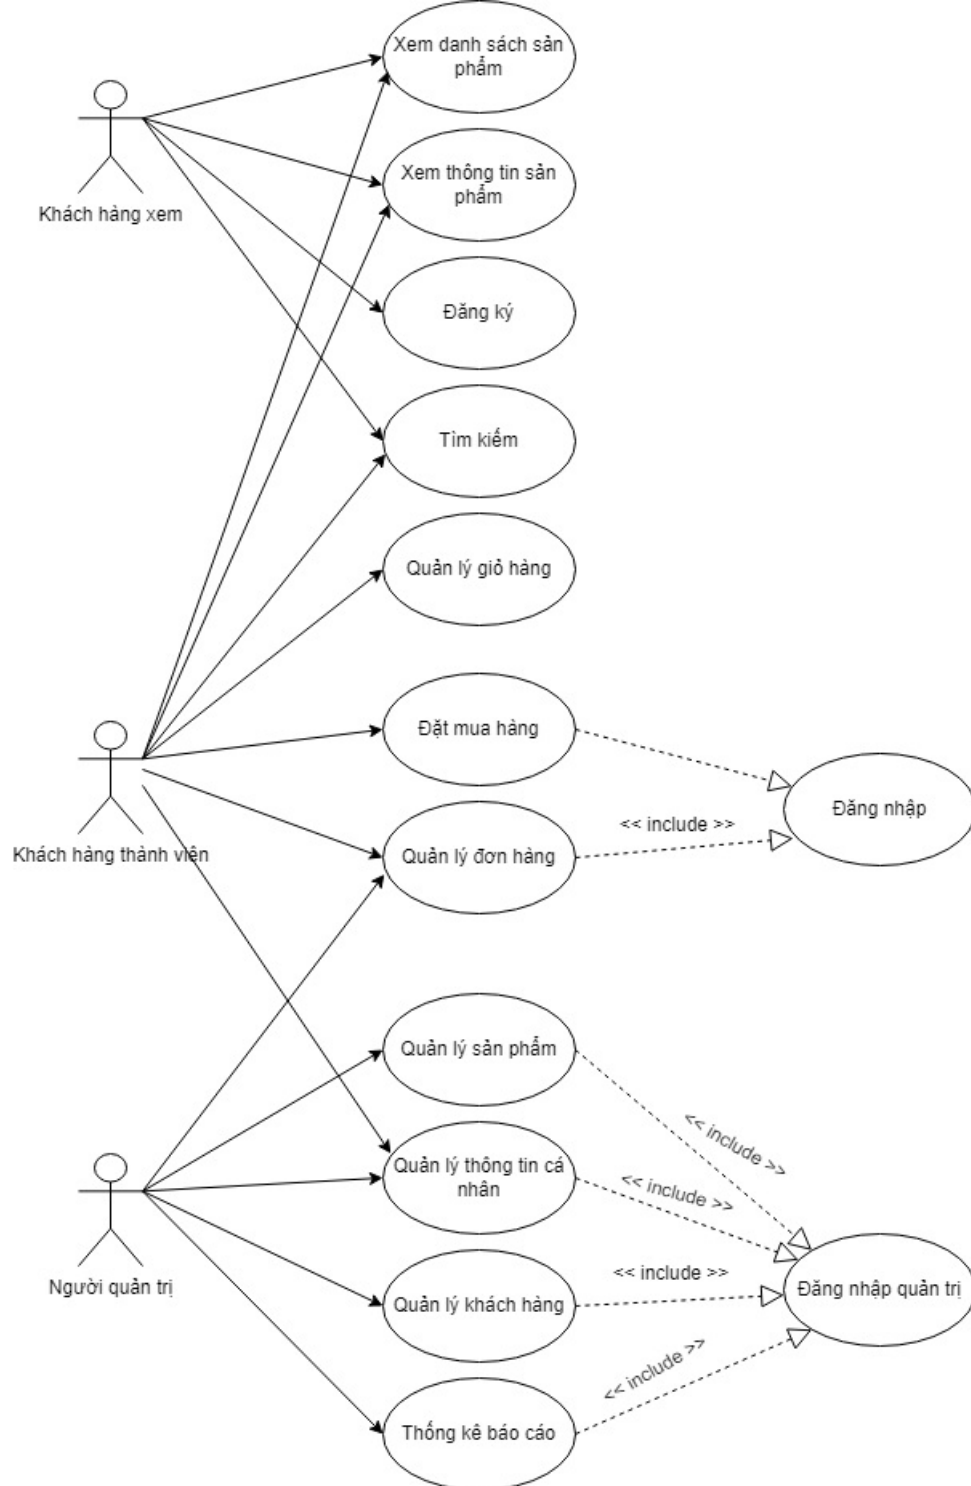 Xem danh sách sản
phẩm
Khách hàng xem
Xem thông tin sản
phẩm
Đăng ký
Tìm kiếm
Quản lý giỏ hàng
Đặt mua hàng
Đăng nhập
<< include >>
Khách hàng thành viên
Quản lý đơn hàng
Quản lý sản phẩm
<< include >>
Quản lý thông tin cá
nhân
<< include >>
Người quản trị
<< include >>
Đăng nhập quản trị
Quản lý khách hàng
<< include >>
Thống kê báo cáo